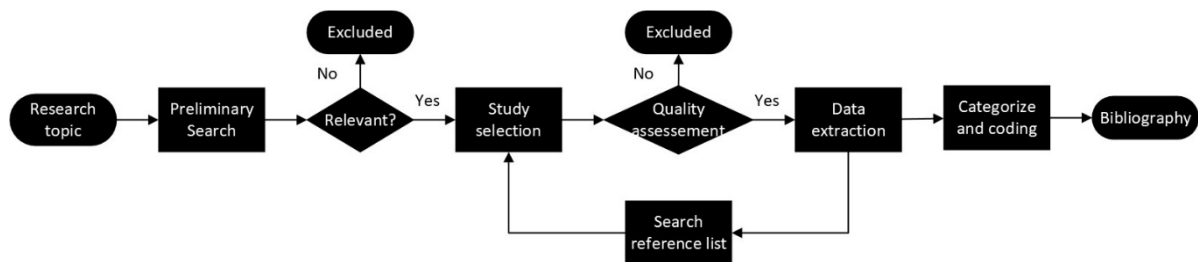 Excluded
Excluded
No
No
Research
topic
Preliminary
Search
Relevant?
Yes
Study
selection
Quality
assessement
Yes
Data
extraction
Categorize
and coding
Bibliography
Search
reference list